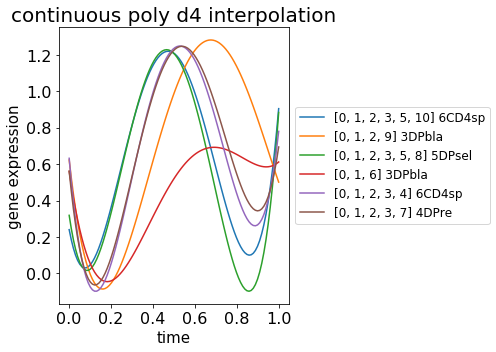 continuous poly d4 interpolation
gene expression
1.2
1.0
0.8
0.6
0.4
0.2
0.0
0.0 0.2 0.4 0.6 0.8 1.0
time
[0, 1, 2, 3, 5, 10] 6CD4sp
[0, 1, 2, 9] 3DPbla
[0, 1, 2, 3, 5, 8] 5DPsel
[0, 1, 6] 3DPbla
[0, 1, 2, 3, 4] 6CD4sp
[0, 1, 2, 3, 7] 4DPre